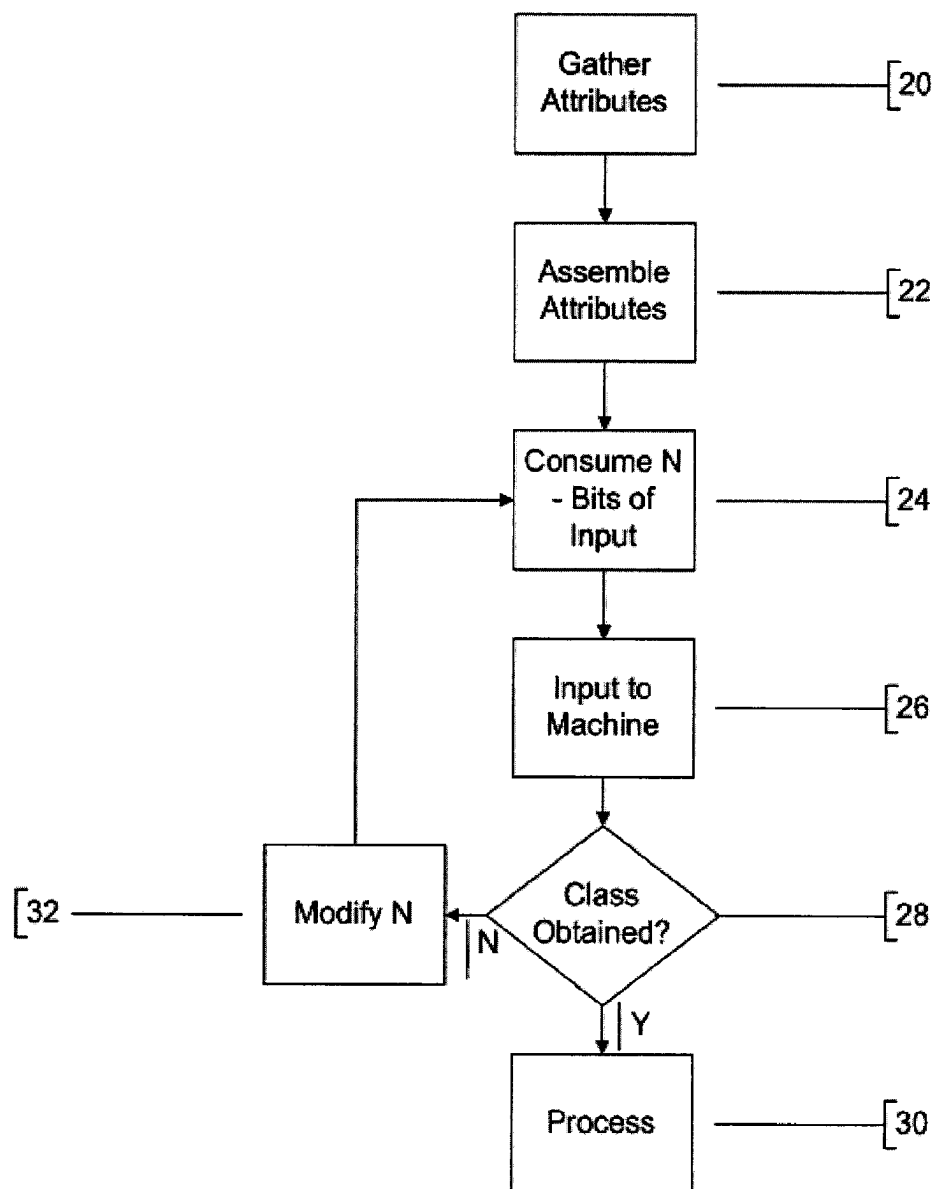 Gather
Attributes
20
Assemble
Attributes
22
Consume N
- Bits of
Input
24
Input to
Machine
26
Class
Obtained?
28
N
Modify N
32
Y
Process
30